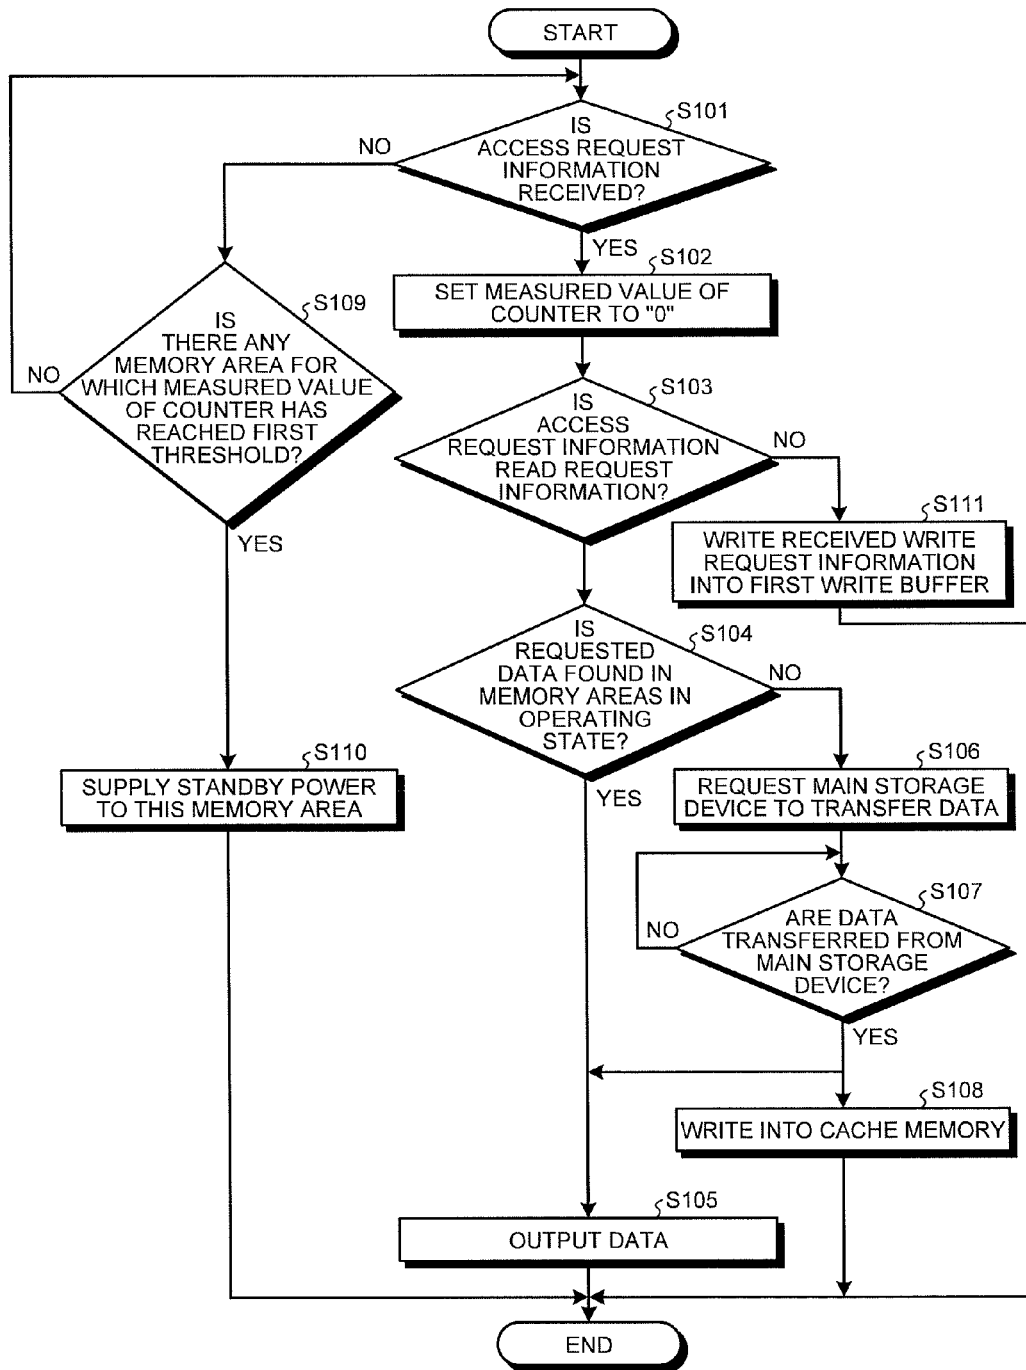 START
S101
IS
ACCESS REQUEST
INFORMATION
RECEIVED?
NO
YES
S102
SET MEASURED VALUE OF
COUNTER TO "0"
S109
IS
THERE ANY
MEMORY AREA FOR
WHICH MEASURED VALUE
OF COUNTER HAS
REACHED FIRST
THRESHOLD?
NO
YES
S103
IS
ACCESS
REQUEST INFORMATION
READ REQUEST
INFORMATION?
NO
S111
WRITE RECEIVED WRITE
REQUEST INFORMATION
INTO FIRST WRITE BUFFER
S104
IS
REQUESTED
DATA FOUND IN
MEMORY AREAS IN
OPERATING
STATE?
NO
YES
S110
SUPPLY STANDBY POWER
TO THIS MEMORY AREA
S106
REQUEST MAIN STORAGE
DEVICE TO TRANSFER DATA
S107
ARE DATA
TRANSFERRED FROM
MAIN STORAGE
DEVICE?
NO
YES
S108
WRITE INTO CACHE MEMORY
S105
OUTPUT DATA
END